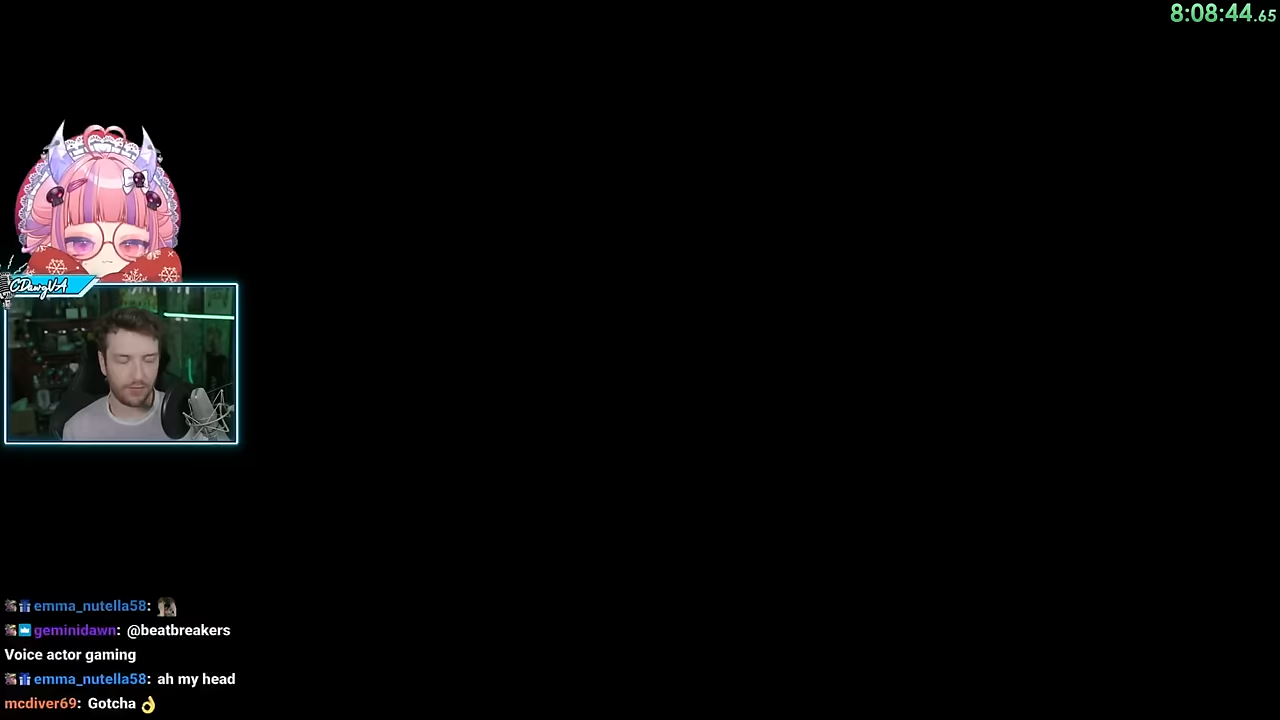 8:08:44.65
CDawgVA
emma_nutella58:
geminidawn: @beatbreakers
Voice actor gaming
emma_nutella58: ah my head
mcdiver69: Gotcha 👌